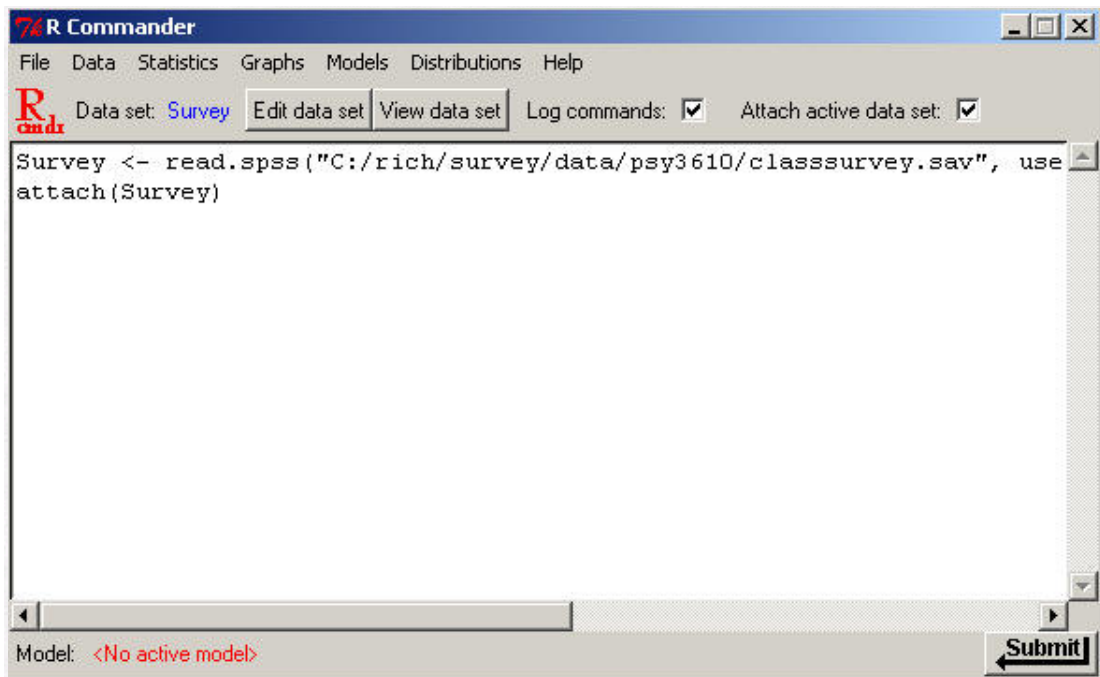 R Commander
File Data Statistics Graphs Models Distributions Help
R cmdr Data set: Survey Edit data set View data set Log commands: Attach active data set:
Survey <- read.spss("C:/rich/survey/data/psy3610/classsurvey.sav", use
attach(Survey)
Model: <No active model> Submit